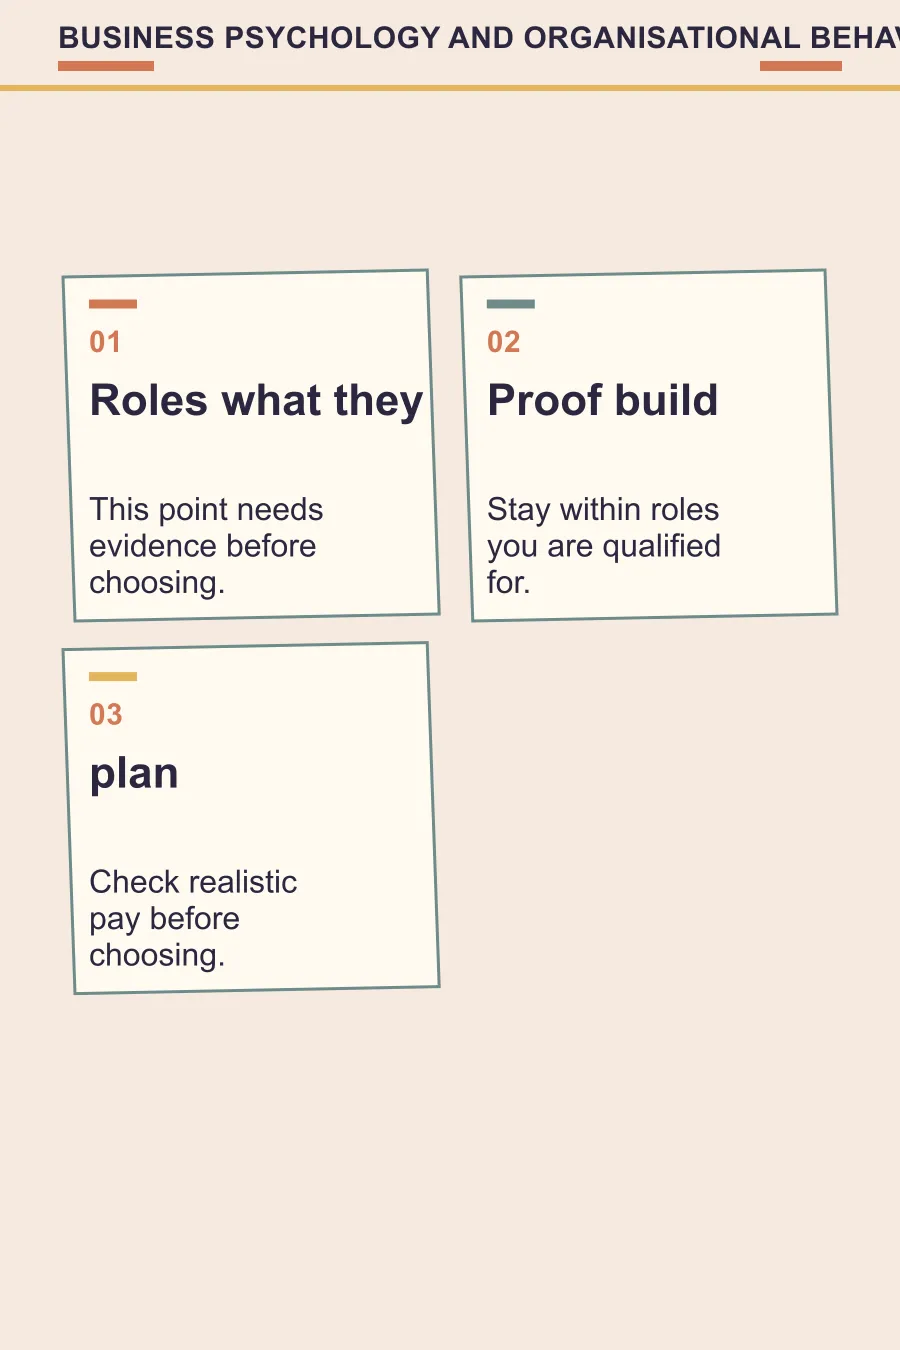 BUSINESS PSYCHOLOGY AND ORGANISATIONAL
01
Roles what they
This point needs
evidence before
choosing.
02
Proof build
Stay within roles
you are qualified
for.
03
plan
Check realistic
pay before
choosing.